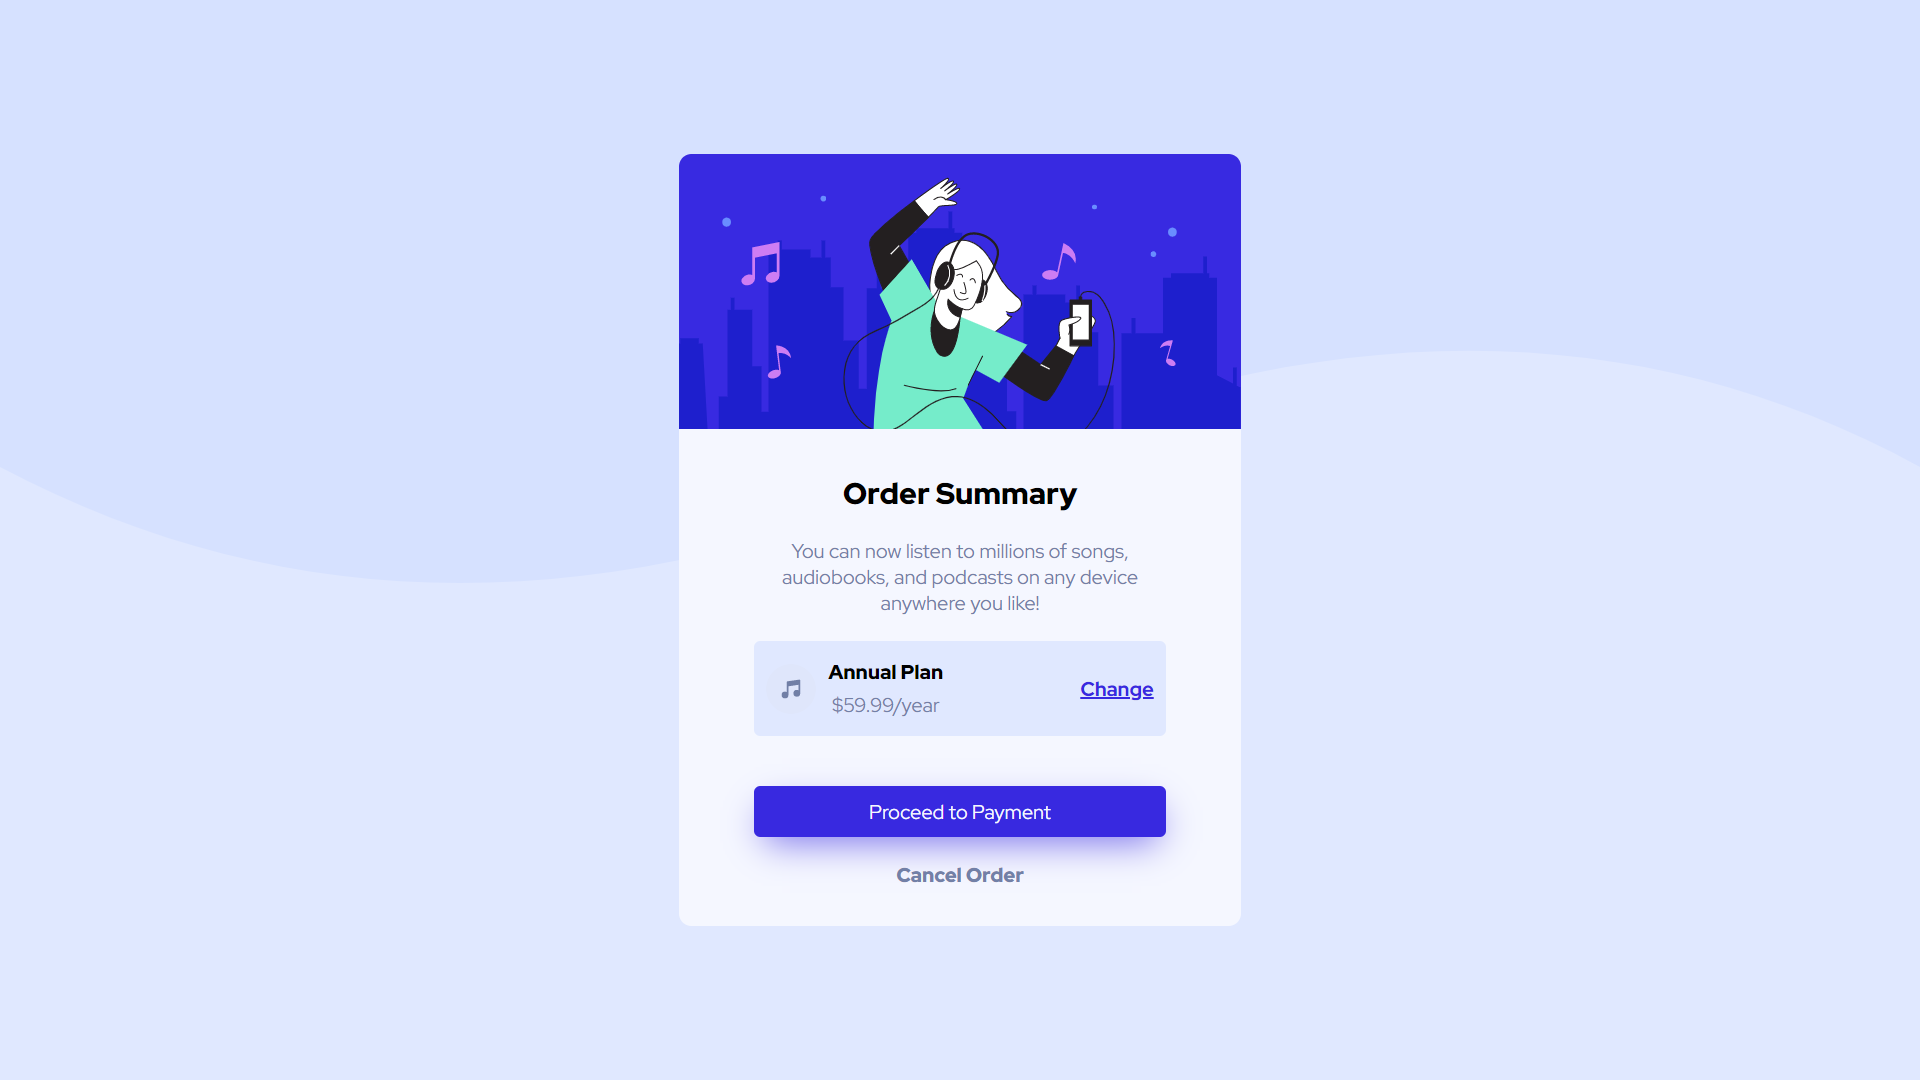 Order Summary
You can now listen to millions of songs,
audiobooks, and podcasts on any device
anywhere you like!
Annual Plan
$59.99/year
Change
Proceed to Payment
Cancel Order